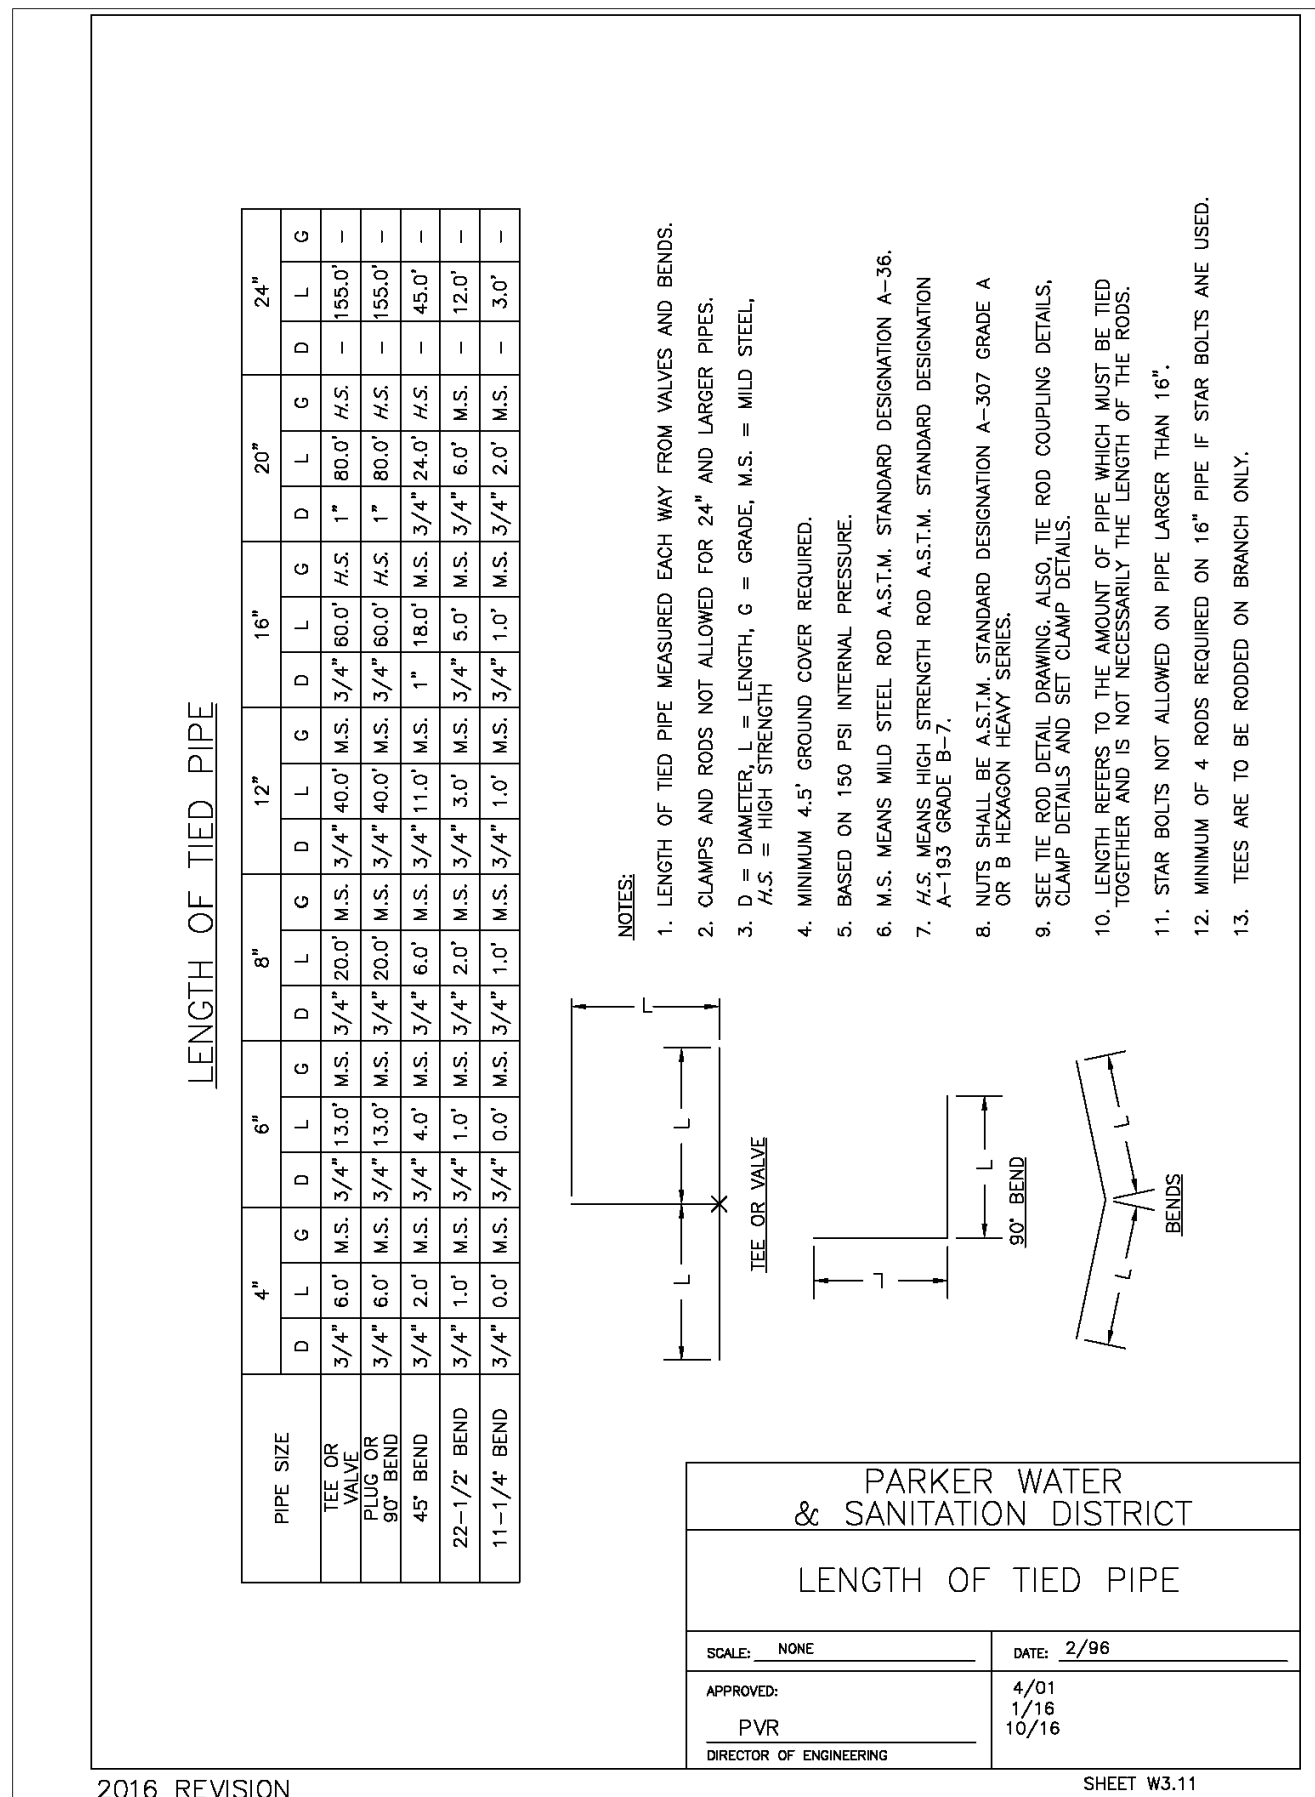 LENGTH OF TIED PIPE
PIPE SIZE 4" 6" 8" 12" 16" 20" 24"
D L G D L G D L G D L G D L G D L G D L G
TEE OR VALVE 3/4" 6.0' M.S. 3/4" 13.0' M.S. 3/4" 20.0' M.S. 3/4" 40.0' M.S. 3/4" 60.0' H.S. 1" 80.0' H.S. – 155.0' –
PLUG OR 90° BEND 3/4" 6.0' M.S. 3/4" 13.0' M.S. 3/4" 20.0' M.S. 3/4" 40.0' M.S. 3/4" 60.0' H.S. 1" 80.0' H.S. – 155.0' –
45° BEND 3/4" 2.0' M.S. 3/4" 4.0' M.S. 3/4" 6.0' M.S. 3/4" 11.0' M.S. 1" 18.0' M.S. 3/4" 24.0' H.S. – 45.0' –
22–1/2° BEND 3/4" 1.0' M.S. 3/4" 1.0' M.S. 3/4" 2.0' M.S. 3/4" 3.0' M.S. 3/4" 5.0' M.S. 3/4" 6.0' M.S. – 12.0' –
11–1/4° BEND 3/4" 0.0' M.S. 3/4" 0.0' M.S. 3/4" 1.0' M.S. 3/4" 1.0' M.S. 3/4" 1.0' M.S. 3/4" 2.0' M.S. – 3.0' –
L L L
TEE OR VALVE
L L
90° BEND
L L
BENDS
NOTES:
1. LENGTH OF TIED PIPE MEASURED EACH WAY FROM VALVES AND BENDS.
2. CLAMPS AND RODS NOT ALLOWED FOR 24" AND LARGER PIPES.
3. D = DIAMETER, L = LENGTH, G = GRADE, M.S. = MILD STEEL,
H.S. = HIGH STRENGTH
4. MINIMUM 4.5' GROUND COVER REQUIRED.
5. BASED ON 150 PSI INTERNAL PRESSURE.
6. M.S. MEANS MILD STEEL ROD A.S.T.M. STANDARD DESIGNATION A–36.
7. H.S. MEANS HIGH STRENGTH ROD A.S.T.M. STANDARD DESIGNATION
A–193 GRADE B–7.
8. NUTS SHALL BE A.S.T.M. STANDARD DESIGNATION A–307 GRADE A
OR B HEXAGON HEAVY SERIES.
9. SEE TIE ROD DETAIL DRAWING. ALSO, TIE ROD COUPLING DETAILS,
CLAMP DETAILS AND SET CLAMP DETAILS.
10. LENGTH REFERS TO THE AMOUNT OF PIPE WHICH MUST BE TIED
TOGETHER AND IS NOT NECESSARILY THE LENGTH OF THE RODS.
11. STAR BOLTS NOT ALLOWED ON PIPE LARGER THAN 16".
12. MINIMUM OF 4 RODS REQUIRED ON 16" PIPE IF STAR BOLTS ANE USED.
13. TEES ARE TO BE RODDED ON BRANCH ONLY.
PARKER WATER
& SANITATION DISTRICT
LENGTH OF TIED PIPE
SCALE: NONE
DATE: 2/96
APPROVED:
PVR
DIRECTOR OF ENGINEERING
4/01
1/16
10/16
2016 REVISION
SHEET W3.11